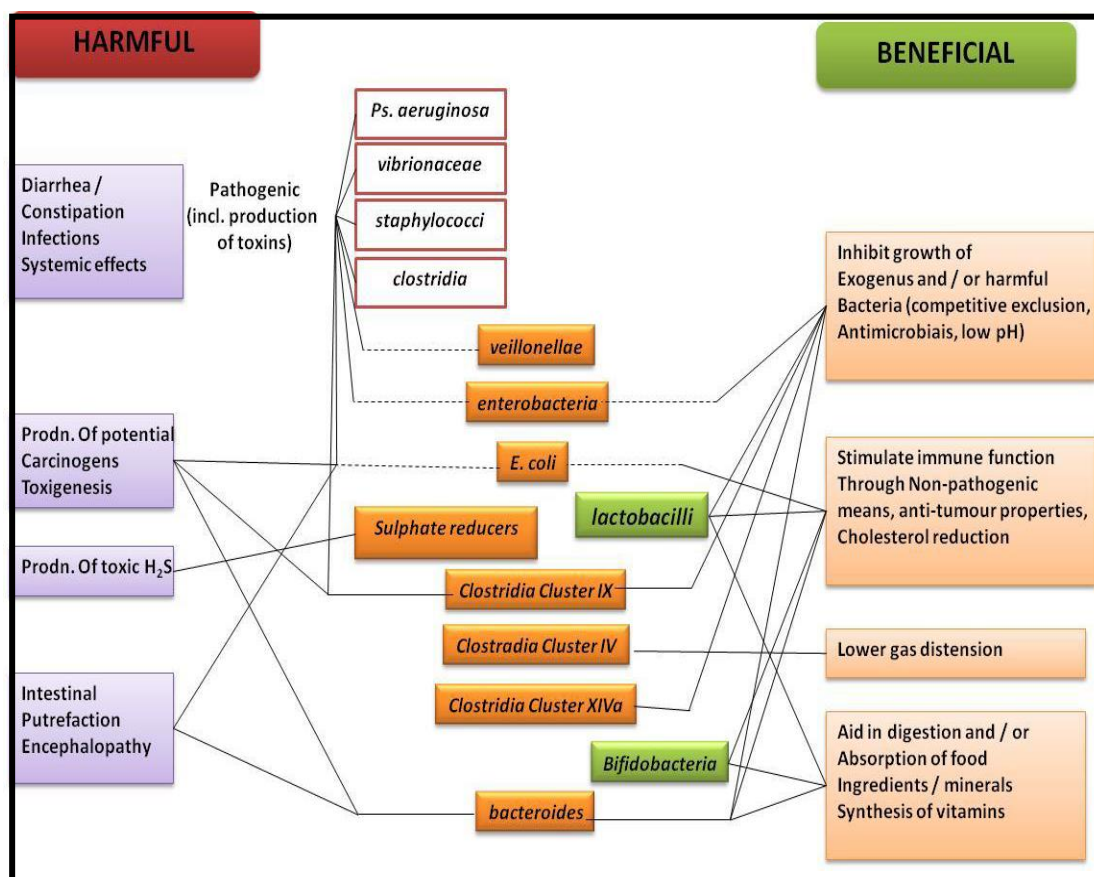 HARMFUL
BENEFICIAL
Ps. aeruginosa
vibrionaceae
staphylococci
clostridia
Diarrhea /
Constipation
Infections
Systemic effects
Pathogenic
(incl. production
of toxins)
veillonellae
enterobacteria
E. coli
lactobacilli
Sulphate reducers
Clostridia Cluster IX
Clostradia Cluster IV
Clostridia Cluster XIVa
Bifidobacteria
bacteroides
Prodn. Of potential
Carcinogens
Toxigenesis
Prodn. Of toxic H₂S
Intestinal
Putrefaction
Encephalopathy
Inhibit growth of
Exogenus and / or harmful
Bacteria (competitive exclusion,
Antimicrobiais, low pH)
Stimulate immune function
Through Non-pathogenic
means, anti-tumour properties,
Cholesterol reduction
Lower gas distension
Aid in digestion and / or
Absorption of food
Ingredients / minerals
Synthesis of vitamins